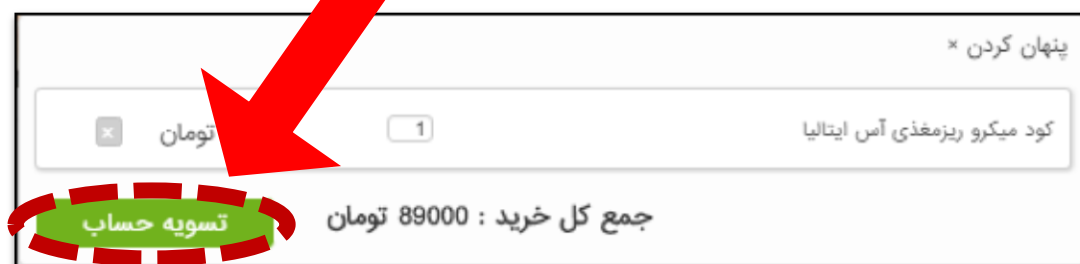 پنهان کردن ×
کود میکرو ریزمغذی آس ایتالیا 1 تومان ×
جمع کل خرید : 89000 تومان تسویه حساب